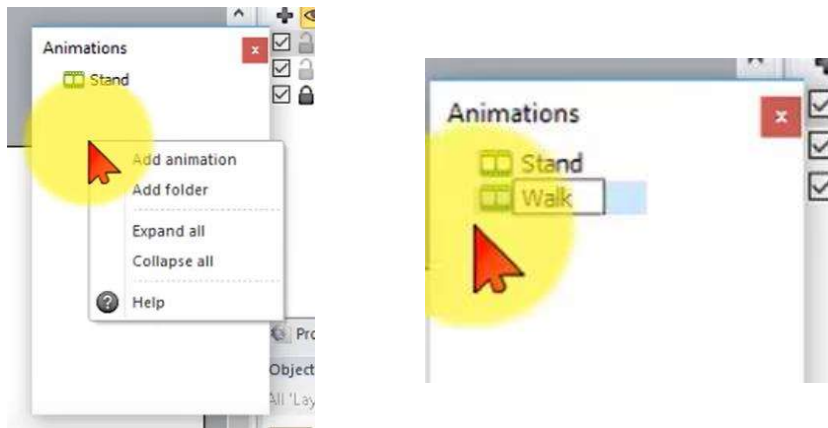 Animations
Stand
Add animation
Add folder
Expand all
Collapse all
Help
Pro
Object
All 'Lay
Animations
Stand
Walk